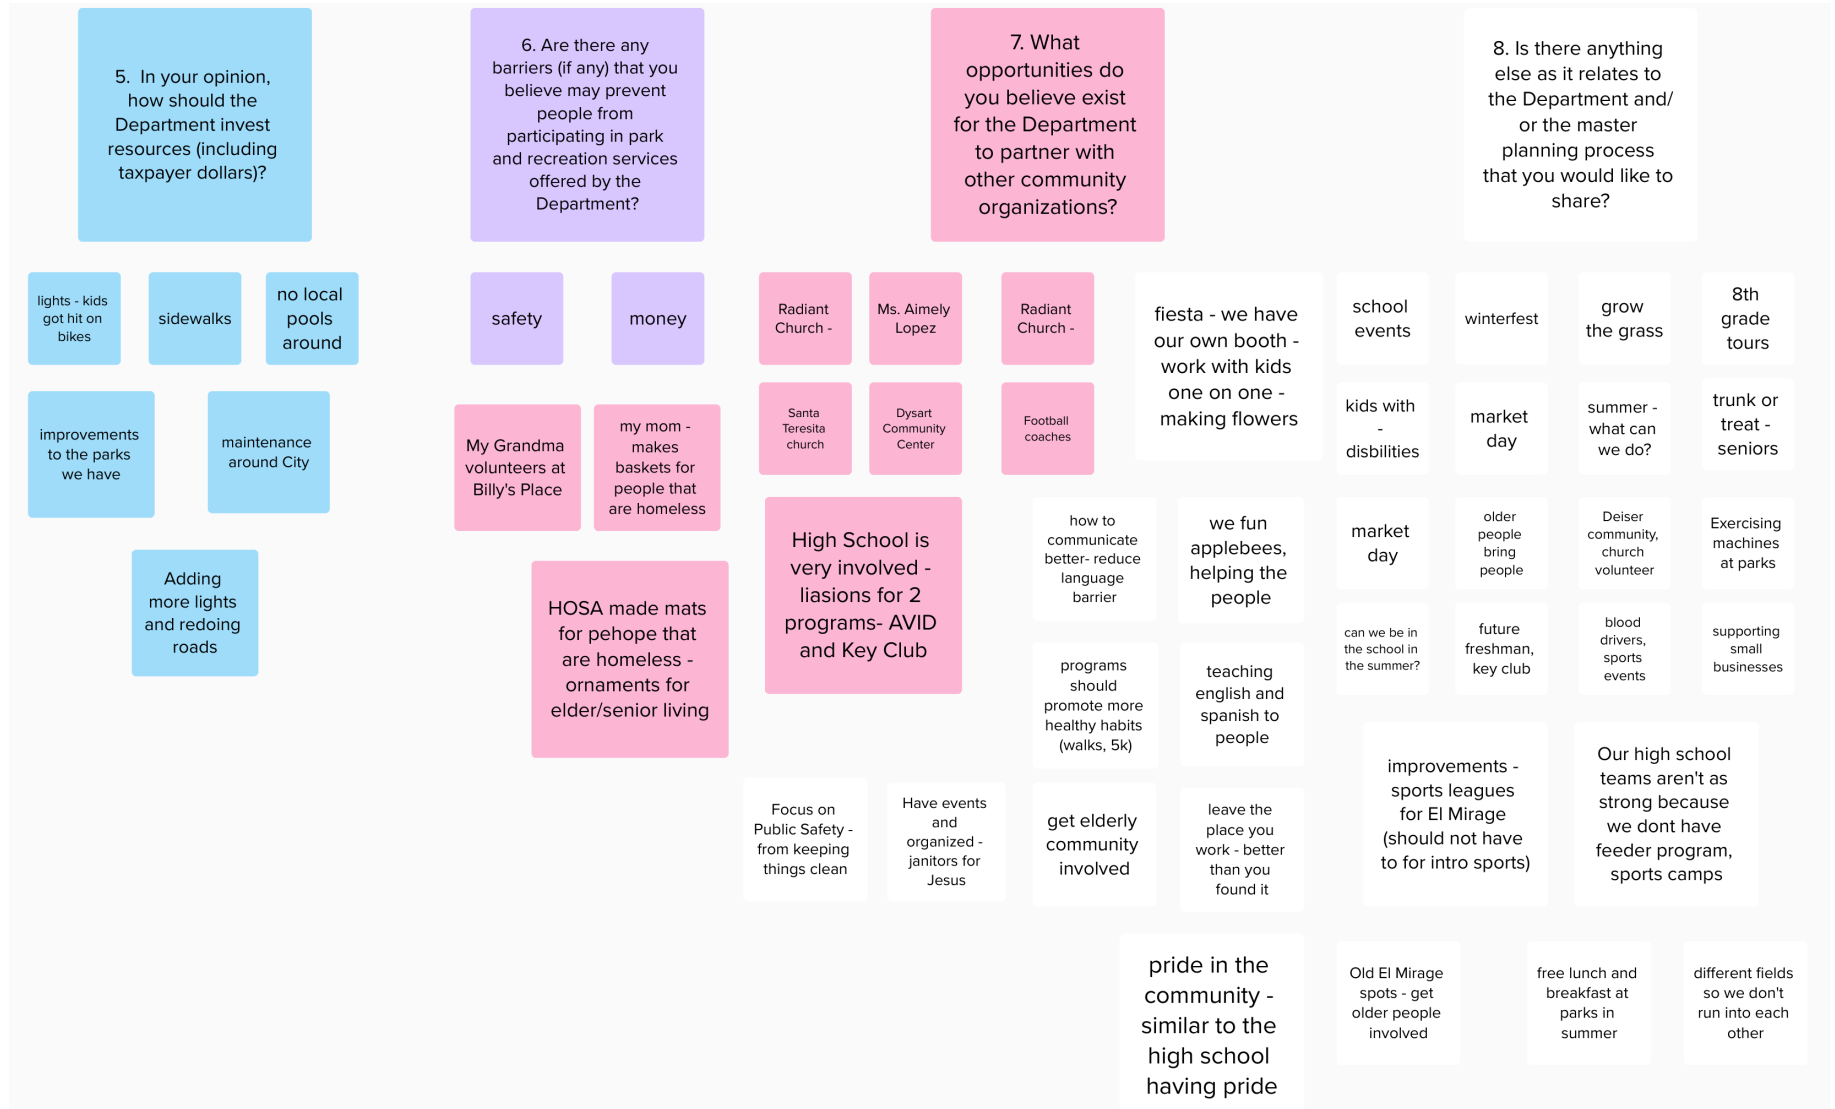 5.  In your opinion,
how should the
Department invest
resources (including
taxpayer dollars)?
6. Are there any
barriers (if any) that you
believe may prevent
people from
participating in park
and recreation services
offered by the
Department?
7. What
opportunities do
you believe exist
for the Department
to partner with
other community
organizations?
8. Is there anything
else as it relates to
the Department and/
or the master
planning process
that you would like to
share?
lights - kids
got hit on
bikes
sidewalks
no local
pools
around
improvements
to the parks
we have
maintenance
around City
Adding
more lights
and redoing
roads
safety
money
My Grandma
volunteers at
Billy's Place
my mom -
makes
baskets for
people that
are homeless
HOSA made mats
for pehope that
are homeless -
ornaments for
elder/senior living
Radiant
Church -
Ms. Aimely
Lopez
Radiant
Church -
Santa
Teresita
church
Dysart
Community
Center
Football
coaches
High School is
very involved -
liasions for 2
programs- AVID
and Key Club
fiesta - we have
our own booth -
work with kids
one on one -
making flowers
school
events
winterfest
grow
the grass
8th
grade
tours
kids with
-
disbilities
market
day
summer -
what can
we do?
trunk or
treat -
seniors
how to
communicate
better- reduce
language
barrier
we fun
applebees,
helping the
people
market
day
older
people
bring
people
Deiser
community,
church
volunteer
Exercising
machines
at parks
programs
should
promote more
healthy habits
(walks, 5k)
teaching
english and
spanish to
people
can we be in
the school in
the summer?
future
freshman,
key club
blood
drivers,
sports
events
supporting
small
businesses
Focus on
Public Safety -
from keeping
things clean
Have events
and
organized -
janitors for
Jesus
get elderly
community
involved
leave the
place you
work - better
than you
found it
improvements -
sports leagues
for El Mirage
(should not have
to for intro sports)
Our high school
teams aren't as
strong because
we dont have
feeder program,
sports camps
pride in the
community -
similar to the
high school
having pride
Old El Mirage
spots - get
older people
involved
free lunch and
breakfast at
parks in
summer
different fields
so we don't
run into each
other